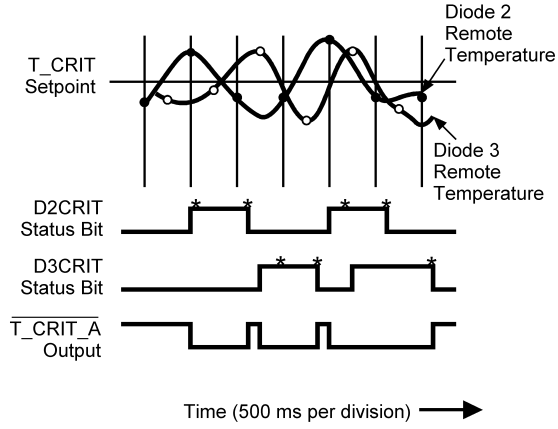 Diode 2
Remote
Temperature
T_CRIT
Setpoint
Diode 3
Remote
Temperature
D2CRIT
Status Bit
* * * *
D3CRIT
Status Bit
* * *
T_CRIT_A
Output
Time (500 ms per division)